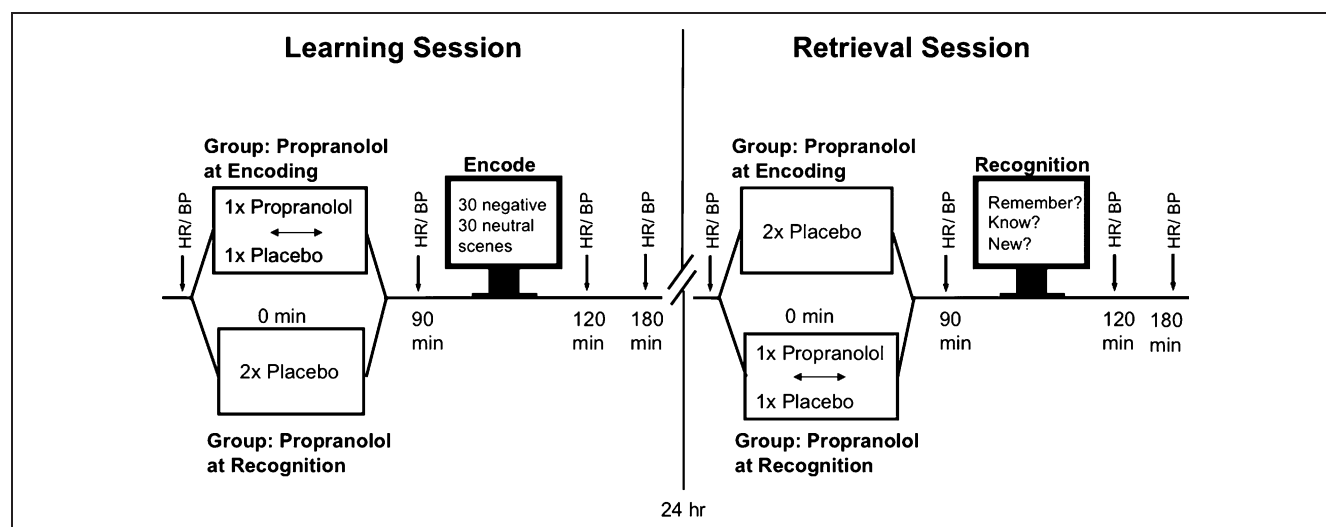 Learning Session
Retrieval Session
Group: Propranolol
at Encoding
1x Propranolol
1x Placebo
HR/ BP
0 min
2x Placebo
Group: Propranolol
at Recognition
HR/ BP
90
min
Encode
30 negative
30 neutral
scenes
HR/ BP
120
min
HR/ BP
180
min
24 hr
Group: Propranolol
at Encoding
2x Placebo
HR/ BP
0 min
1x Propranolol
1x Placebo
Group: Propranolol
at Recognition
HR/ BP
90
min
Recognition
Remember?
Know?
New?
HR/ BP
120
min
HR/ BP
180
min